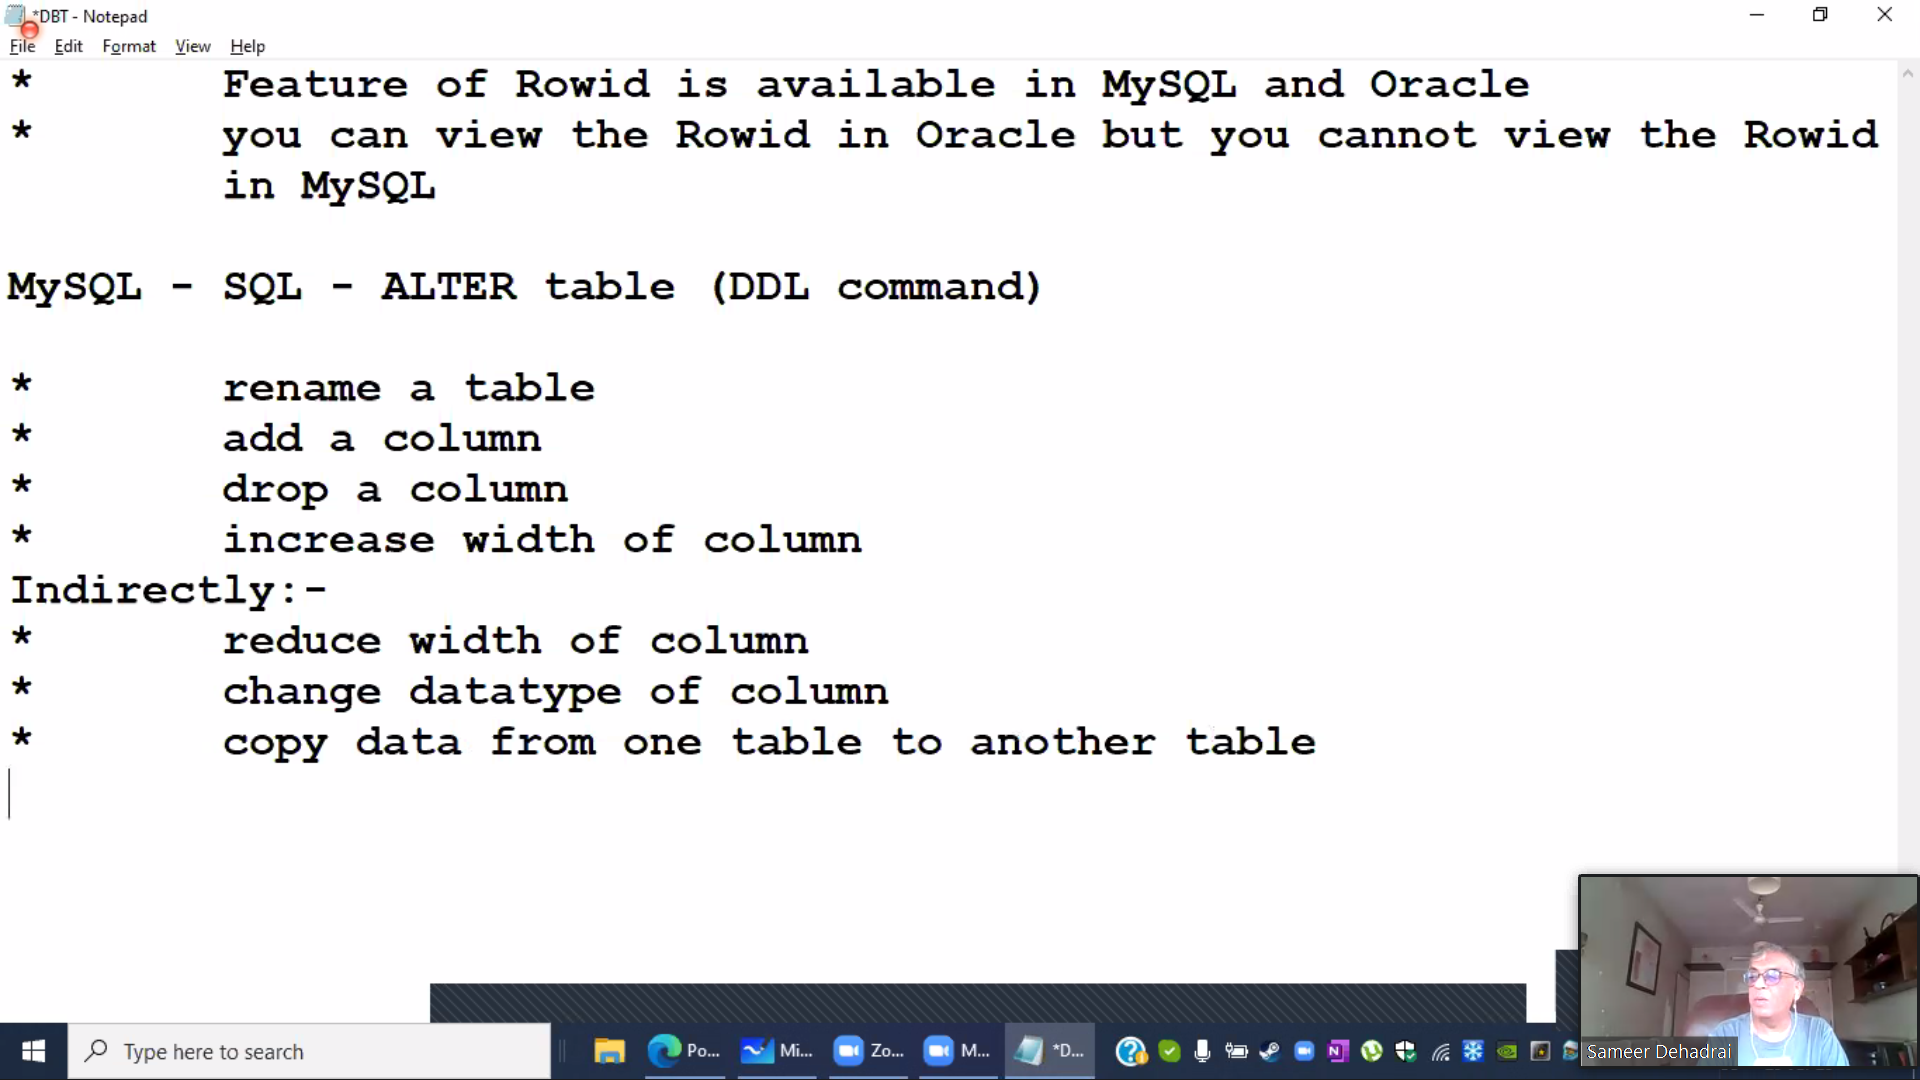 *DBT - Notepad
File Edit Format View Help
* Feature of Rowid is available in MySQL and Oracle
* you can view the Rowid in Oracle but you cannot view the Rowid
in MySQL
MySQL - SQL - ALTER table (DDL command)
* rename a table
* add a column
* drop a column
* increase width of column
Indirectly:-
* reduce width of column
* change datatype of column
* copy data from one table to another table
Type here to search
Po...
Mi...
Zo...
M...
*D...
Sameer Dehadrai